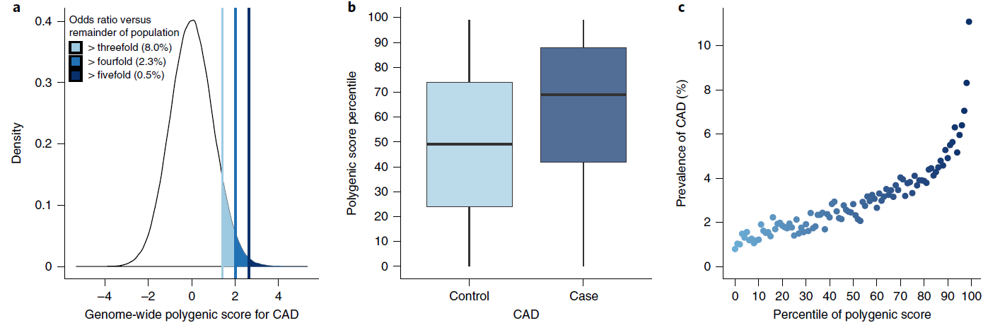 a
Odds ratio versus
remainder of population
> threefold (8.0%)
> fourfold (2.3%)
> fivefold (0.5%)
Density
0.4
0.3
0.2
0.1
0
–4 –2 0 2 4
Genome-wide polygenic score for CAD
b
Polygenic score percentile
100
90
80
70
60
50
40
30
20
10
0
Control Case
CAD
c
Prevalence of CAD (%)
10
8
6
4
2
0
0 10 20 30 40 50 60 70 80 90 100
Percentile of polygenic score